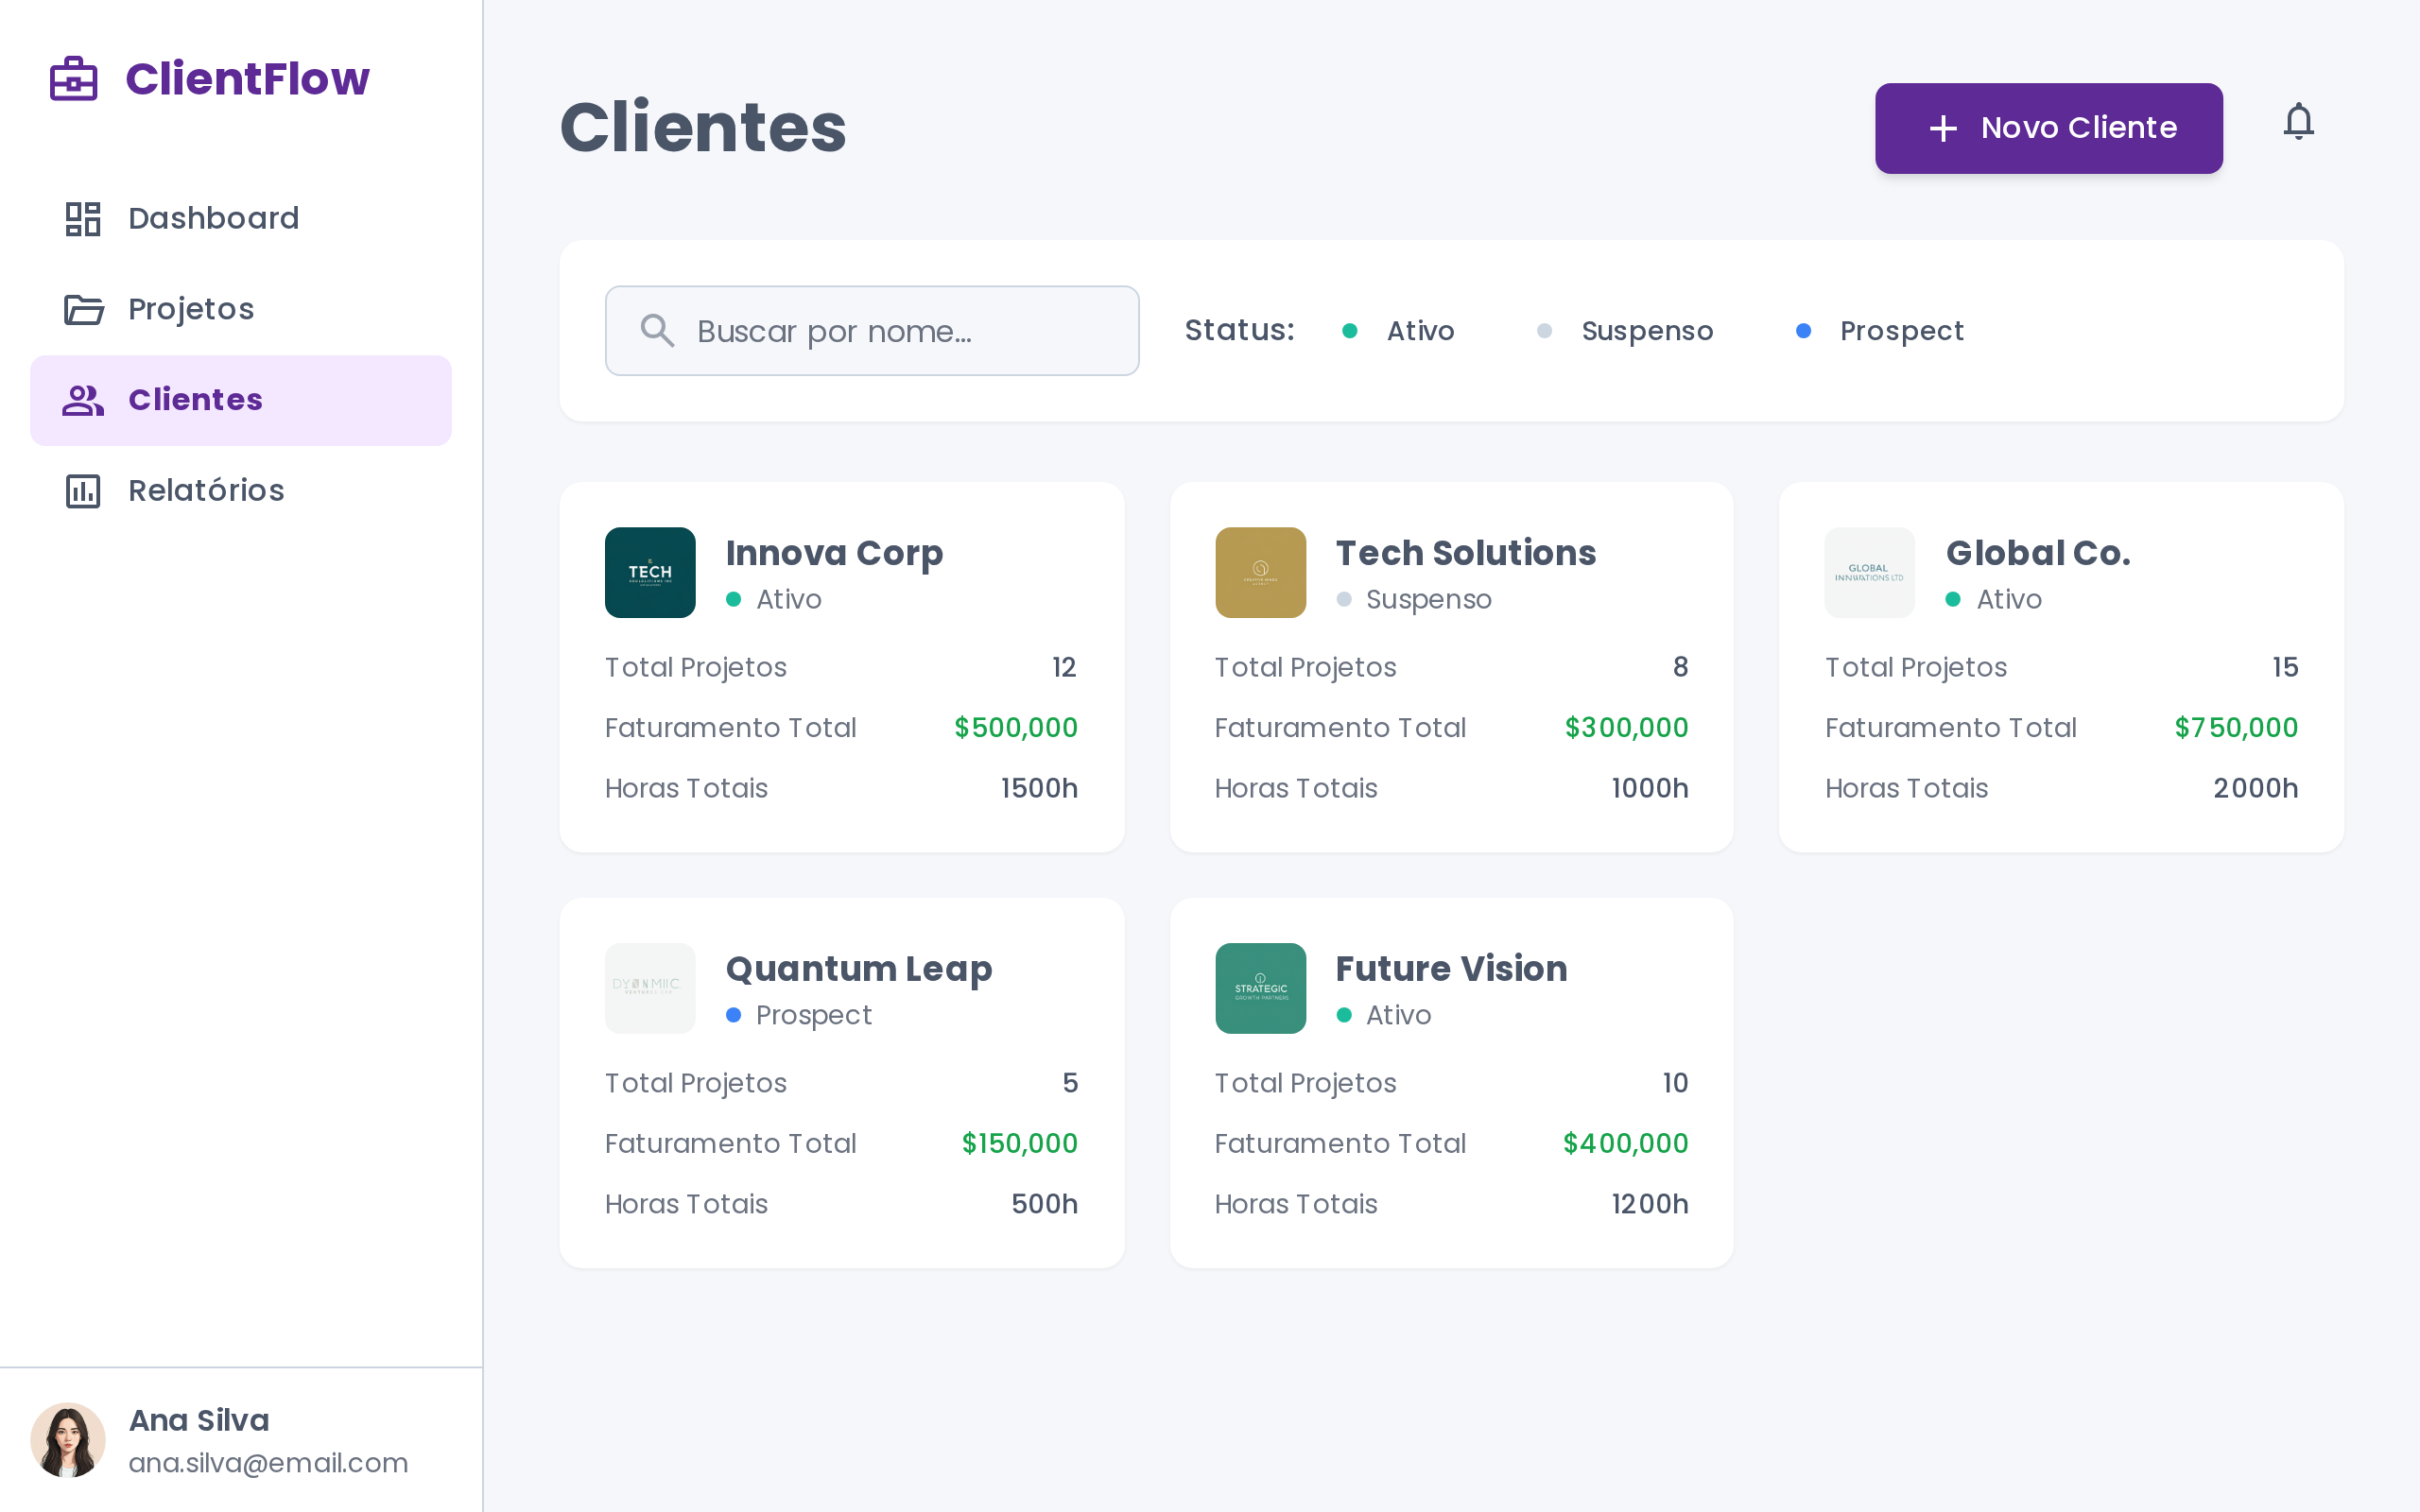 ClientFlow
Dashboard
Projetos
Clientes
Relatórios
Ana Silva
ana.silva@email.com
Clientes
Novo Cliente
Buscar por nome...
Status:
Ativo
Suspenso
Prospect
TECH
Innova Corp
Ativo
Total Projetos 12
Faturamento Total $500,000
Horas Totais 1500h
Tech Solutions
Suspenso
Total Projetos 8
Faturamento Total $300,000
Horas Totais 1000h
GLOBAL
Global Co.
Ativo
Total Projetos 15
Faturamento Total $750,000
Horas Totais 2000h
Quantum Leap
Prospect
Total Projetos 5
Faturamento Total $150,000
Horas Totais 500h
STRATEGIC
GROWTH PARTNERS
Future Vision
Ativo
Total Projetos 10
Faturamento Total $400,000
Horas Totais 1200h